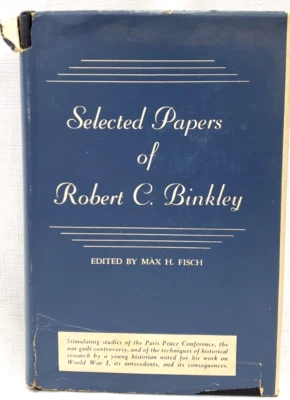 Selected Papers
of
Robert C. Binkley
EDITED BY MAX H. FISCH
Stimulating studies of the Paris Peace Conference, the
war guilt controversy, and of the techniques of historical
research by a young historian noted for his work on
World War I, its antecedents, and its consequences.